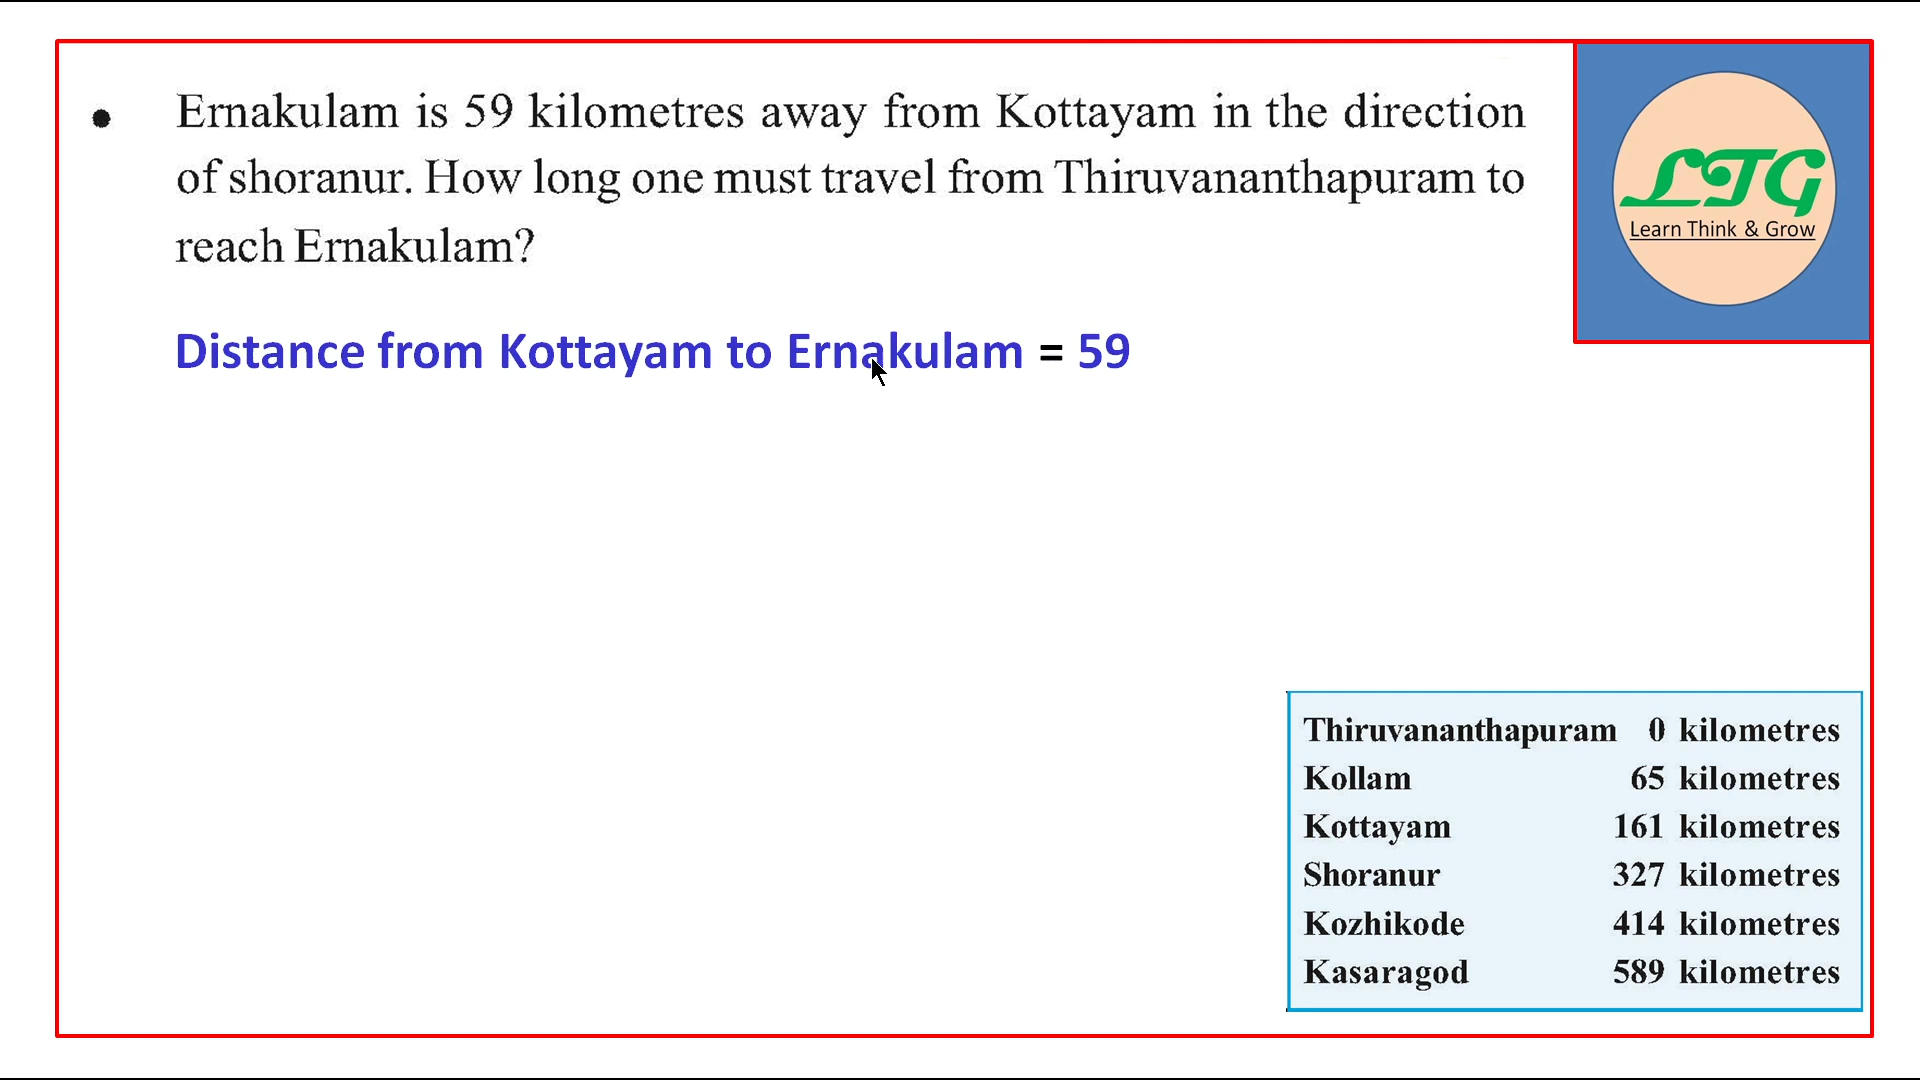 • Ernakulam is 59 kilometres away from Kottayam in the direction
of shoranur. How long one must travel from Thiruvananthapuram to
reach Ernakulam?
LTG
Learn Think & Grow
Distance from Kottayam to Ernakulam = 59
Thiruvananthapuram 0 kilometres
Kollam 65 kilometres
Kottayam 161 kilometres
Shoranur 327 kilometres
Kozhikode 414 kilometres
Kasaragod 589 kilometres